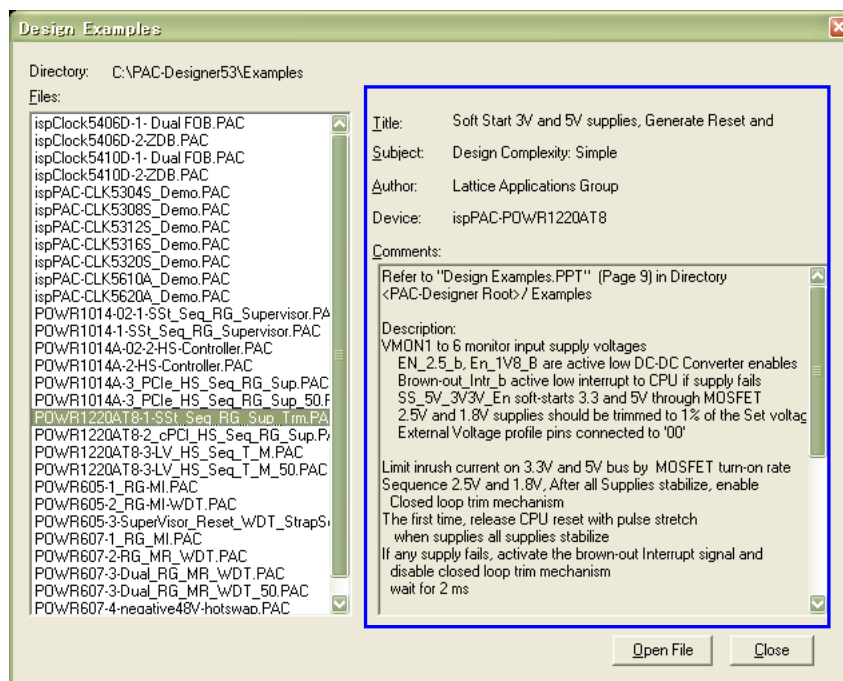 Design Examples
Directory: C:\PAC-Designer53\Examples
Files:
ispClock5406D-1- Dual FOB.PAC
ispClock5406D-2-ZDB.PAC
ispClock5410D-1- Dual FOB.PAC
ispClock5410D-2-ZDB.PAC
ispPAC-CLK5304S_Demo.PAC
ispPAC-CLK5308S_Demo.PAC
ispPAC-CLK5312S_Demo.PAC
ispPAC-CLK5316S_Demo.PAC
ispPAC-CLK5320S_Demo.PAC
ispPAC-CLK5610A_Demo.PAC
ispPAC-CLK5620A_Demo.PAC
POWR1014-02-1-SSt_Seq_RG_Supervisor.PA
POWR1014-1-SSt_Seq_RG_Supervisor.PAC
POWR1014A-02-2-HS-Controller.PAC
POWR1014A-2-HS-Controller.PAC
POWR1014A-3_PCIe_HS_Seq_RG_Sup.PAC
POWR1014A-3_PCIe_HS_Seq_RG_Sup_50.P
POWR1220AT8-1-SSt_Seq_RG_Sup_Trm.PA
POWR1220AT8-2_cPCI_HS_Seq_RG_Sup.PA
POWR1220AT8-3-LV_HS_Seq_T_M.PAC
POWR1220AT8-3-LV_HS_Seq_T_M_50.PAC
POWR605-1_RG-MI.PAC
POWR605-2_RG-MI-WDT.PAC
POWR605-3-SuperVisor_Reset_WDT_StrapS
POWR607-1_RG_MI.PAC
POWR607-2-RG_MR_WDT.PAC
POWR607-3-Dual_RG_MR_WDT.PAC
POWR607-3-Dual_RG_MR_WDT_50.PAC
POWR607-4-negative48V-hotswap.PAC
Title: Soft Start 3V and 5V supplies, Generate Reset and
Subject: Design Complexity: Simple
Author: Lattice Applications Group
Device: ispPAC-POWR1220AT8
Comments:
Refer to "Design Examples.PPT" (Page 9) in Directory
<PAC-Designer Root>/ Examples
Description:
VMON1 to 6 monitor input supply voltages
EN_2.5_b, En_1V8_B are active low DC-DC Converter enables
Brown-out_Intr_b active low interrupt to CPU if supply fails
SS_5V_3V3V_En soft-starts 3.3 and 5V through MOSFET
2.5V and 1.8V supplies should be trimmed to 1% of the Set voltag
External Voltage profile pins connected to '00'
Limit inrush current on 3.3V and 5V bus by MOSFET turn-on rate
Sequence 2.5V and 1.8V, After all Supplies stabilize, enable
Closed loop trim mechanism
The first time, release CPU reset with pulse stretch
when supplies all supplies stabilize
If any supply fails, activate the brown-out Interrupt signal and
disable closed loop trim mechanism
wait for 2 ms
Open File
Close